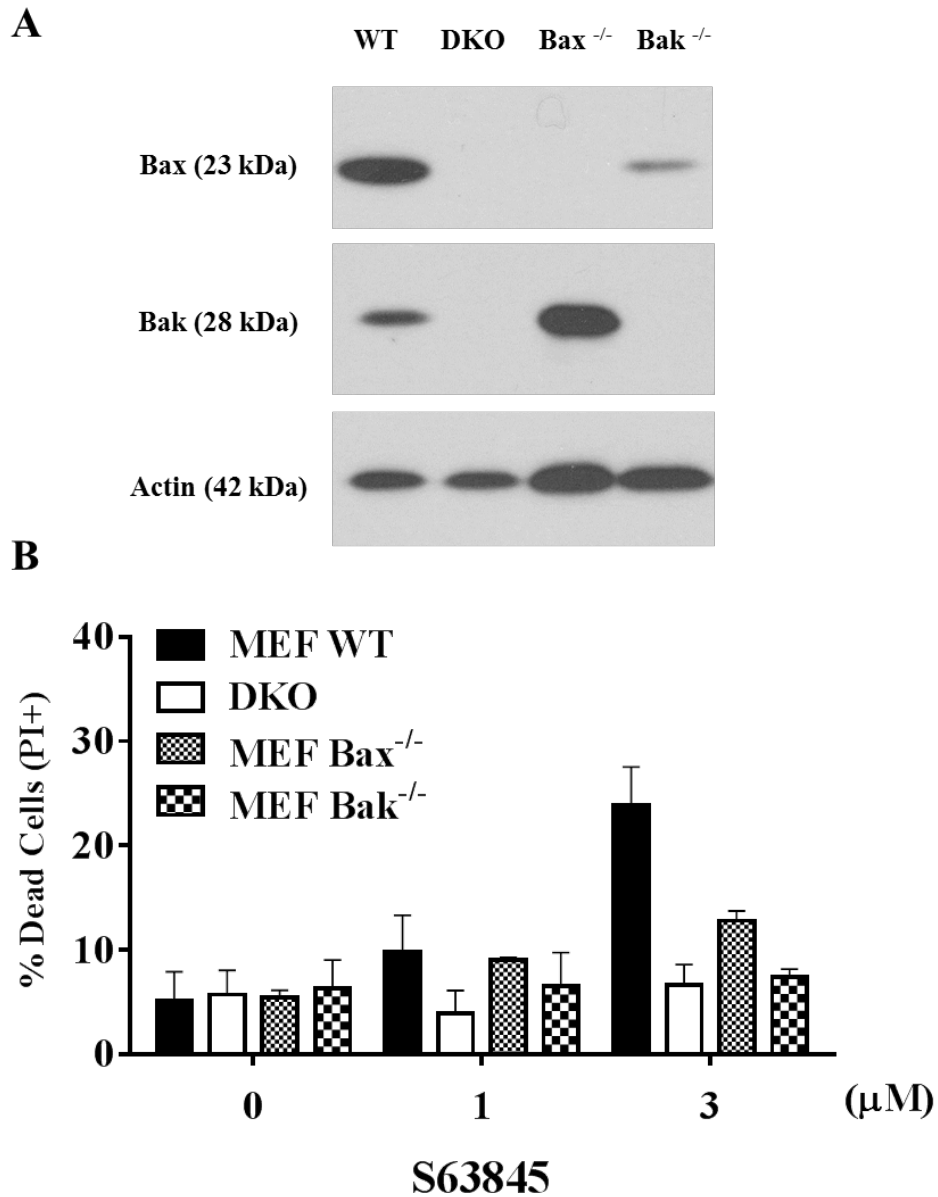 A
WT DKO Bax -/- Bak -/-
Bax (23 kDa)
Bak (28 kDa)
Actin (42 kDa)
B
% Dead Cells (PI+)
40
30
20
10
0
MEF WT
DKO
MEF Bax-/-
MEF Bak-/-
0 1 3 (μM)
S63845